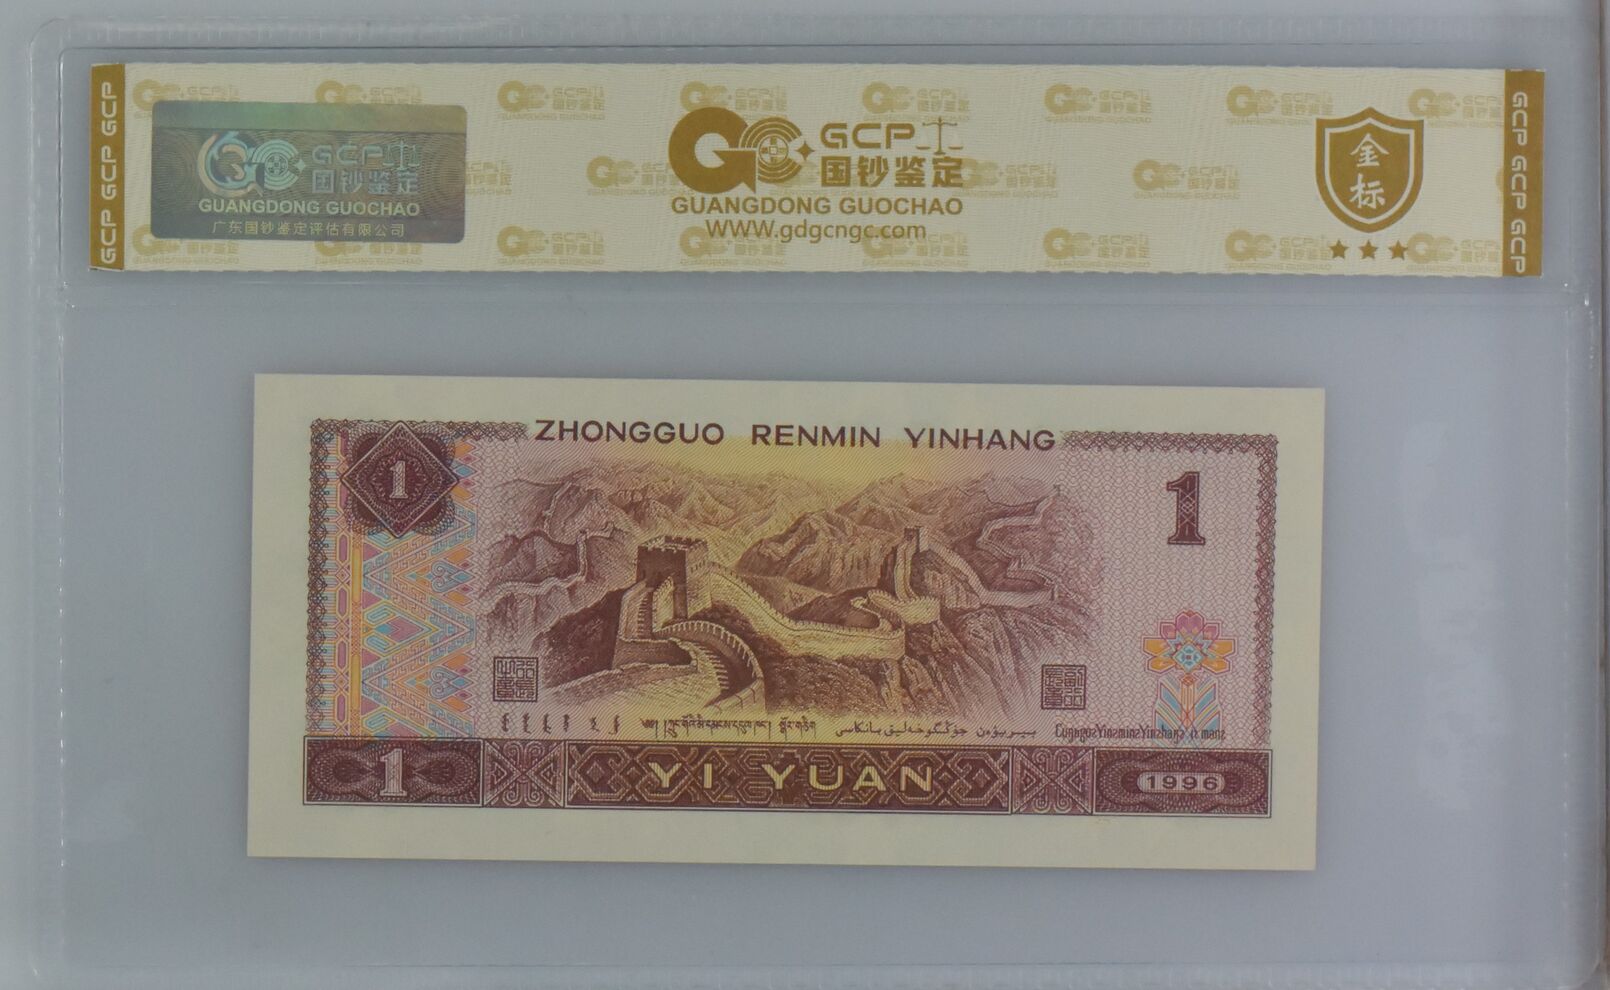 GCP GCP GCP
GCP
国钞鉴定
GUANGDONG GUOCHAO
广东国钞鉴定评估有限公司
GCP
国钞鉴定
GUANGDONG GUOCHAO
WWW.gdgcngc.com
金标
GCP GCP GCP
ZHONGGUO RENMIN YINHANG
1
1
1
YI YUAN
1996